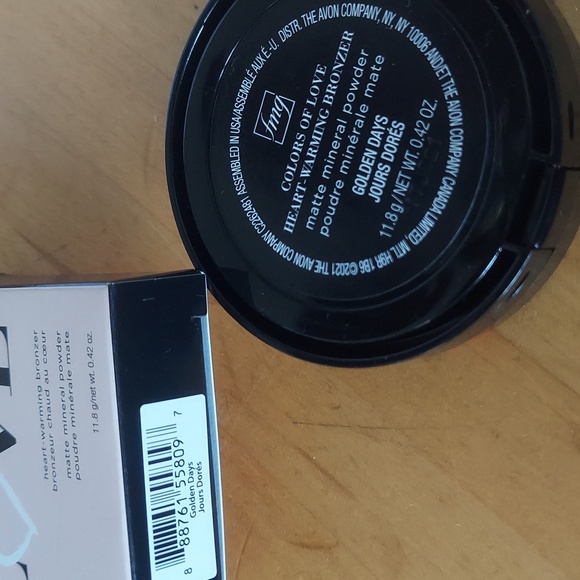 fmg
COLORS OF LOVE
HEART-WARMING BRONZER
matte mineral powder
poudre minérale mate
GOLDEN DAYS
JOURS DORÉS
11.8 g/NET WT. 0.42 OZ.
©2021 THE AVON COMPANY CZ262481 ASSEMBLED IN USA/ASSEMBLÉ AUX É.-U. DISTR. THE AVON COMPANY, NY, NY 10006 AND/ET THE AVON COMPANY CANADA LIMITED, MTL H9R 1B6
heart-warming bronzer
bronzeur chaud au cœur
matte mineral powder
poudre minérale mate
11.8 g/net wt. 0.42 oz.
8 88761 55809 7
Golden Days
Jours Dorés